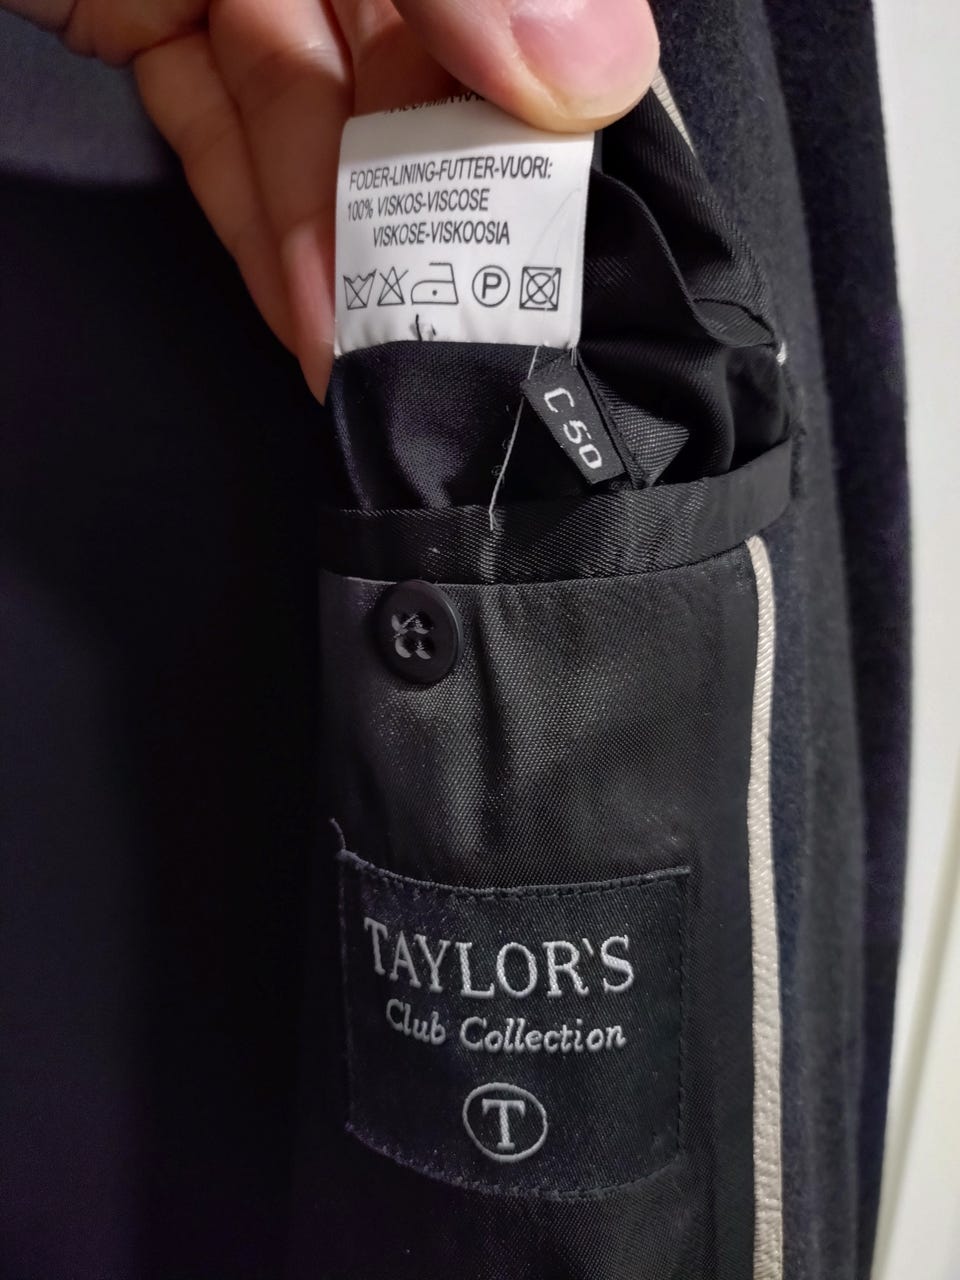 FODER-LINING-FUTTER-VUORI:
100% VISKOS-VISCOSE
VISKOSE-VISKOOSIA
P
C 50
TAYLOR'S
Club Collection
T